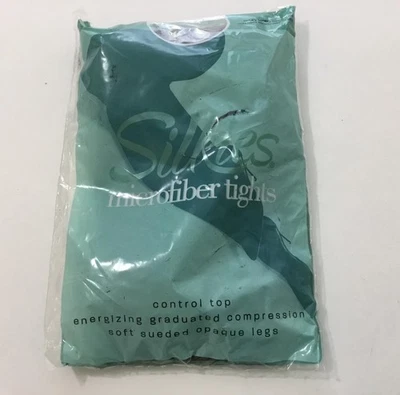 Silkies
microfiber tights
control top
energizing graduated compression
soft sueded opaque legs